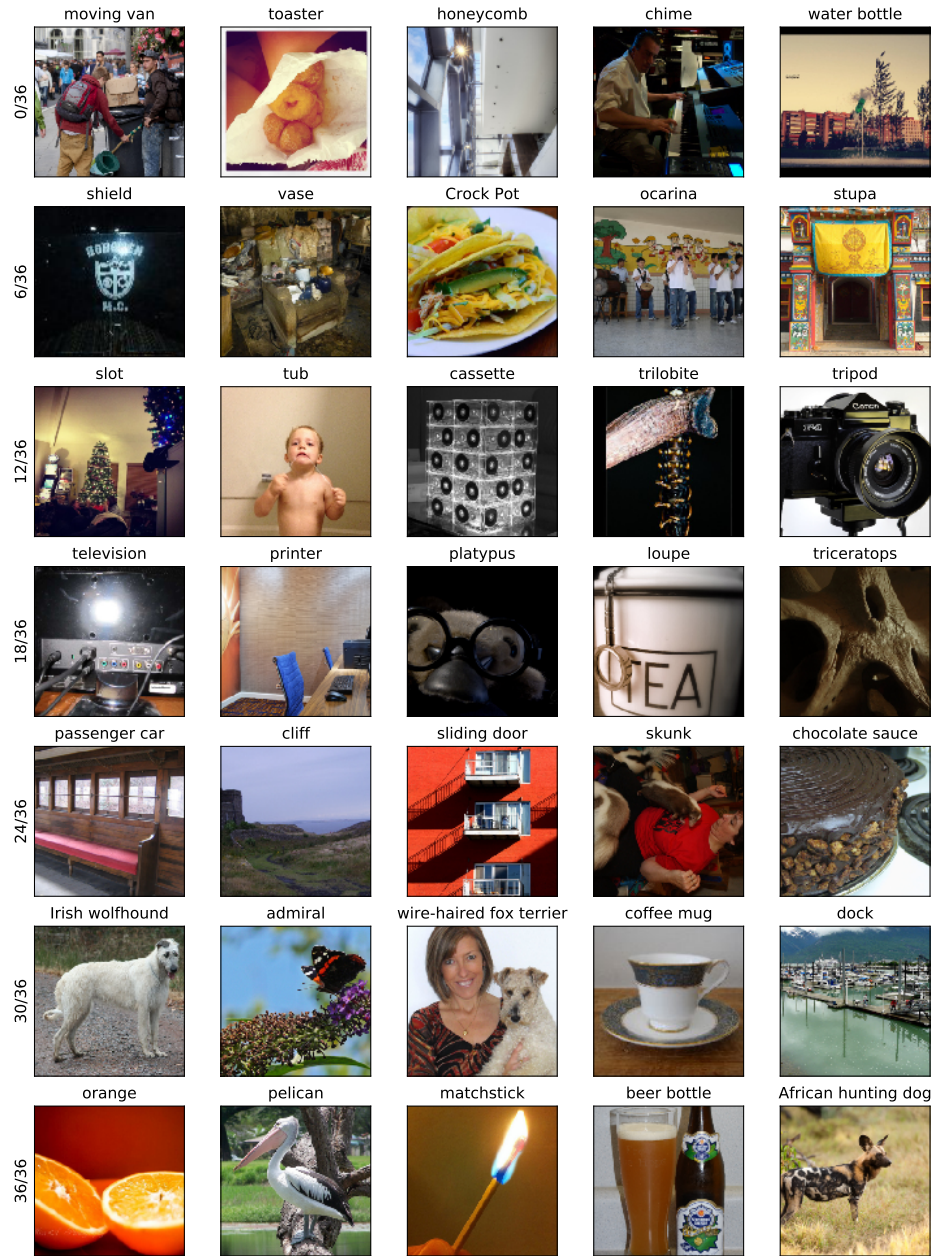 moving van toaster honeycomb chime water bottle
0/36
shield vase Crock Pot ocarina stupa
6/36
HOBOKEN
H.C.
slot tub cassette trilobite tripod
12/36
Canon
television printer platypus loupe triceratops
18/36
TEA
passenger car cliff sliding door skunk chocolate sauce
24/36
Irish wolfhound admiral wire-haired fox terrier coffee mug dock
30/36
orange pelican matchstick beer bottle African hunting dog
36/36